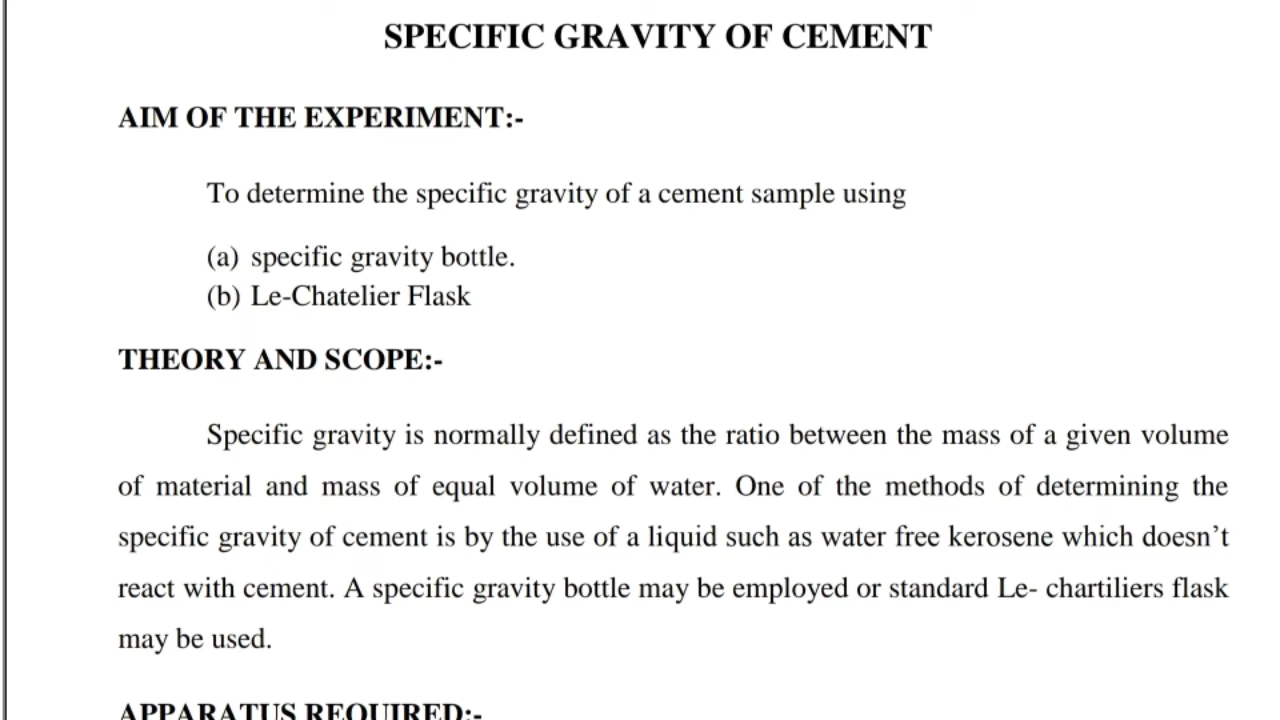 SPECIFIC GRAVITY OF CEMENT
AIM OF THE EXPERIMENT:-
To determine the specific gravity of a cement sample using
(a) specific gravity bottle.
(b) Le-Chatelier Flask
THEORY AND SCOPE:-
Specific gravity is normally defined as the ratio between the mass of a given volume
of material and mass of equal volume of water. One of the methods of determining the
specific gravity of cement is by the use of a liquid such as water free kerosene which doesn’t
react with cement. A specific gravity bottle may be employed or standard Le- chartiliers flask
may be used.
APPARATUS REQUIRED:-